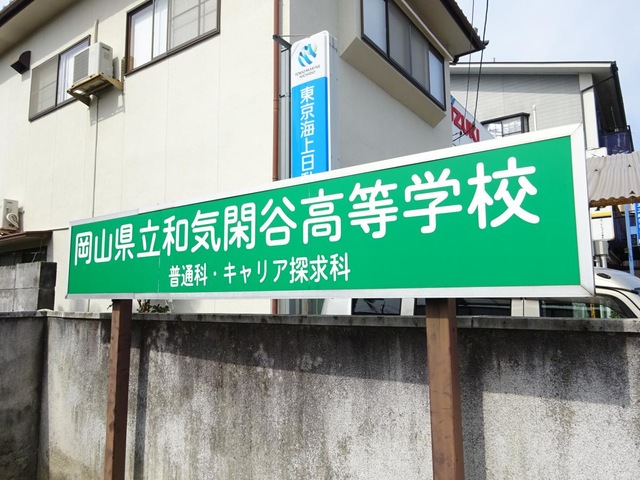 東京海上日動
岡山県立和気閑谷高等学校
普通科・キャリア探求科